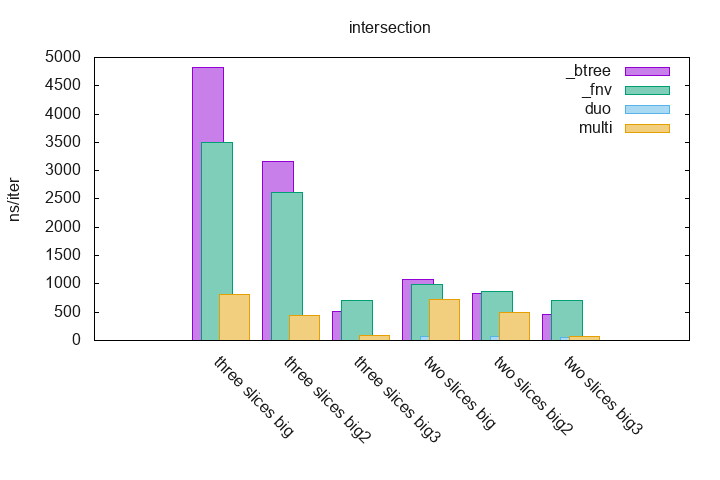 intersection
ns/iter
5000
4500
4000
3500
3000
2500
2000
1500
1000
500
0
_btree
_fnv
duo
multi
three slices big
three slices big2
three slices big3
two slices big
two slices big2
two slices big3